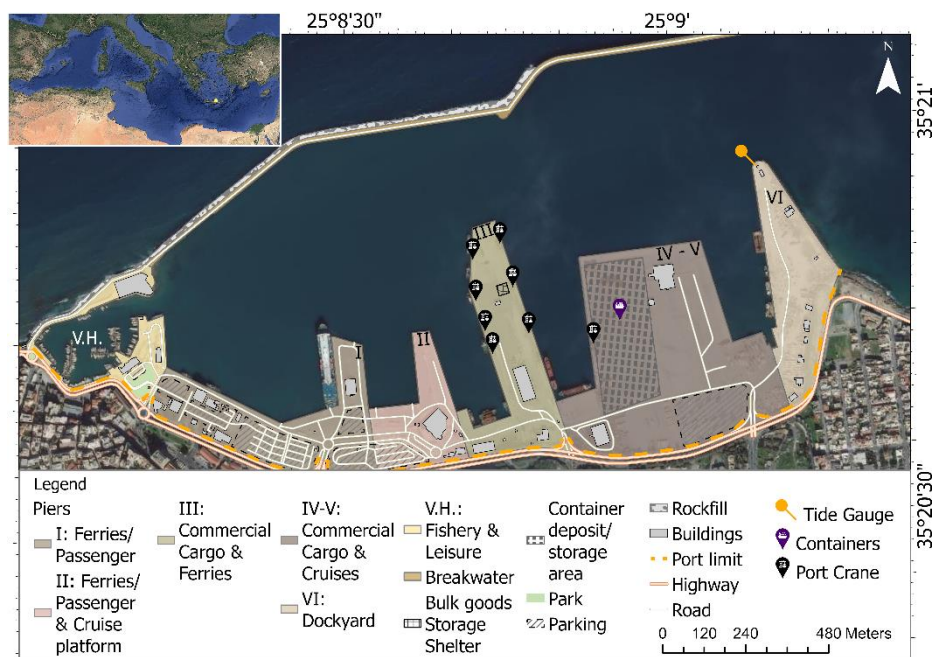 25°8'30"
25°9'
N
35°21'
35°20'30"
VI
III
IV - V
V.H.
I
II
Legend
Piers
I: Ferries/
Passenger
II: Ferries/
Passenger
& Cruise
platform
III:
Commercial
Cargo &
Ferries
IV-V:
Commercial
Cargo &
Cruises
VI:
Dockyard
V.H.:
Fishery &
Leisure
Breakwater
Bulk goods
Storage
Shelter
Container
deposit/
storage
area
Park
Parking
Rockfill
Buildings
Port limit
Highway
Road
Tide Gauge
Containers
Port Crane
0 120 240 480 Meters